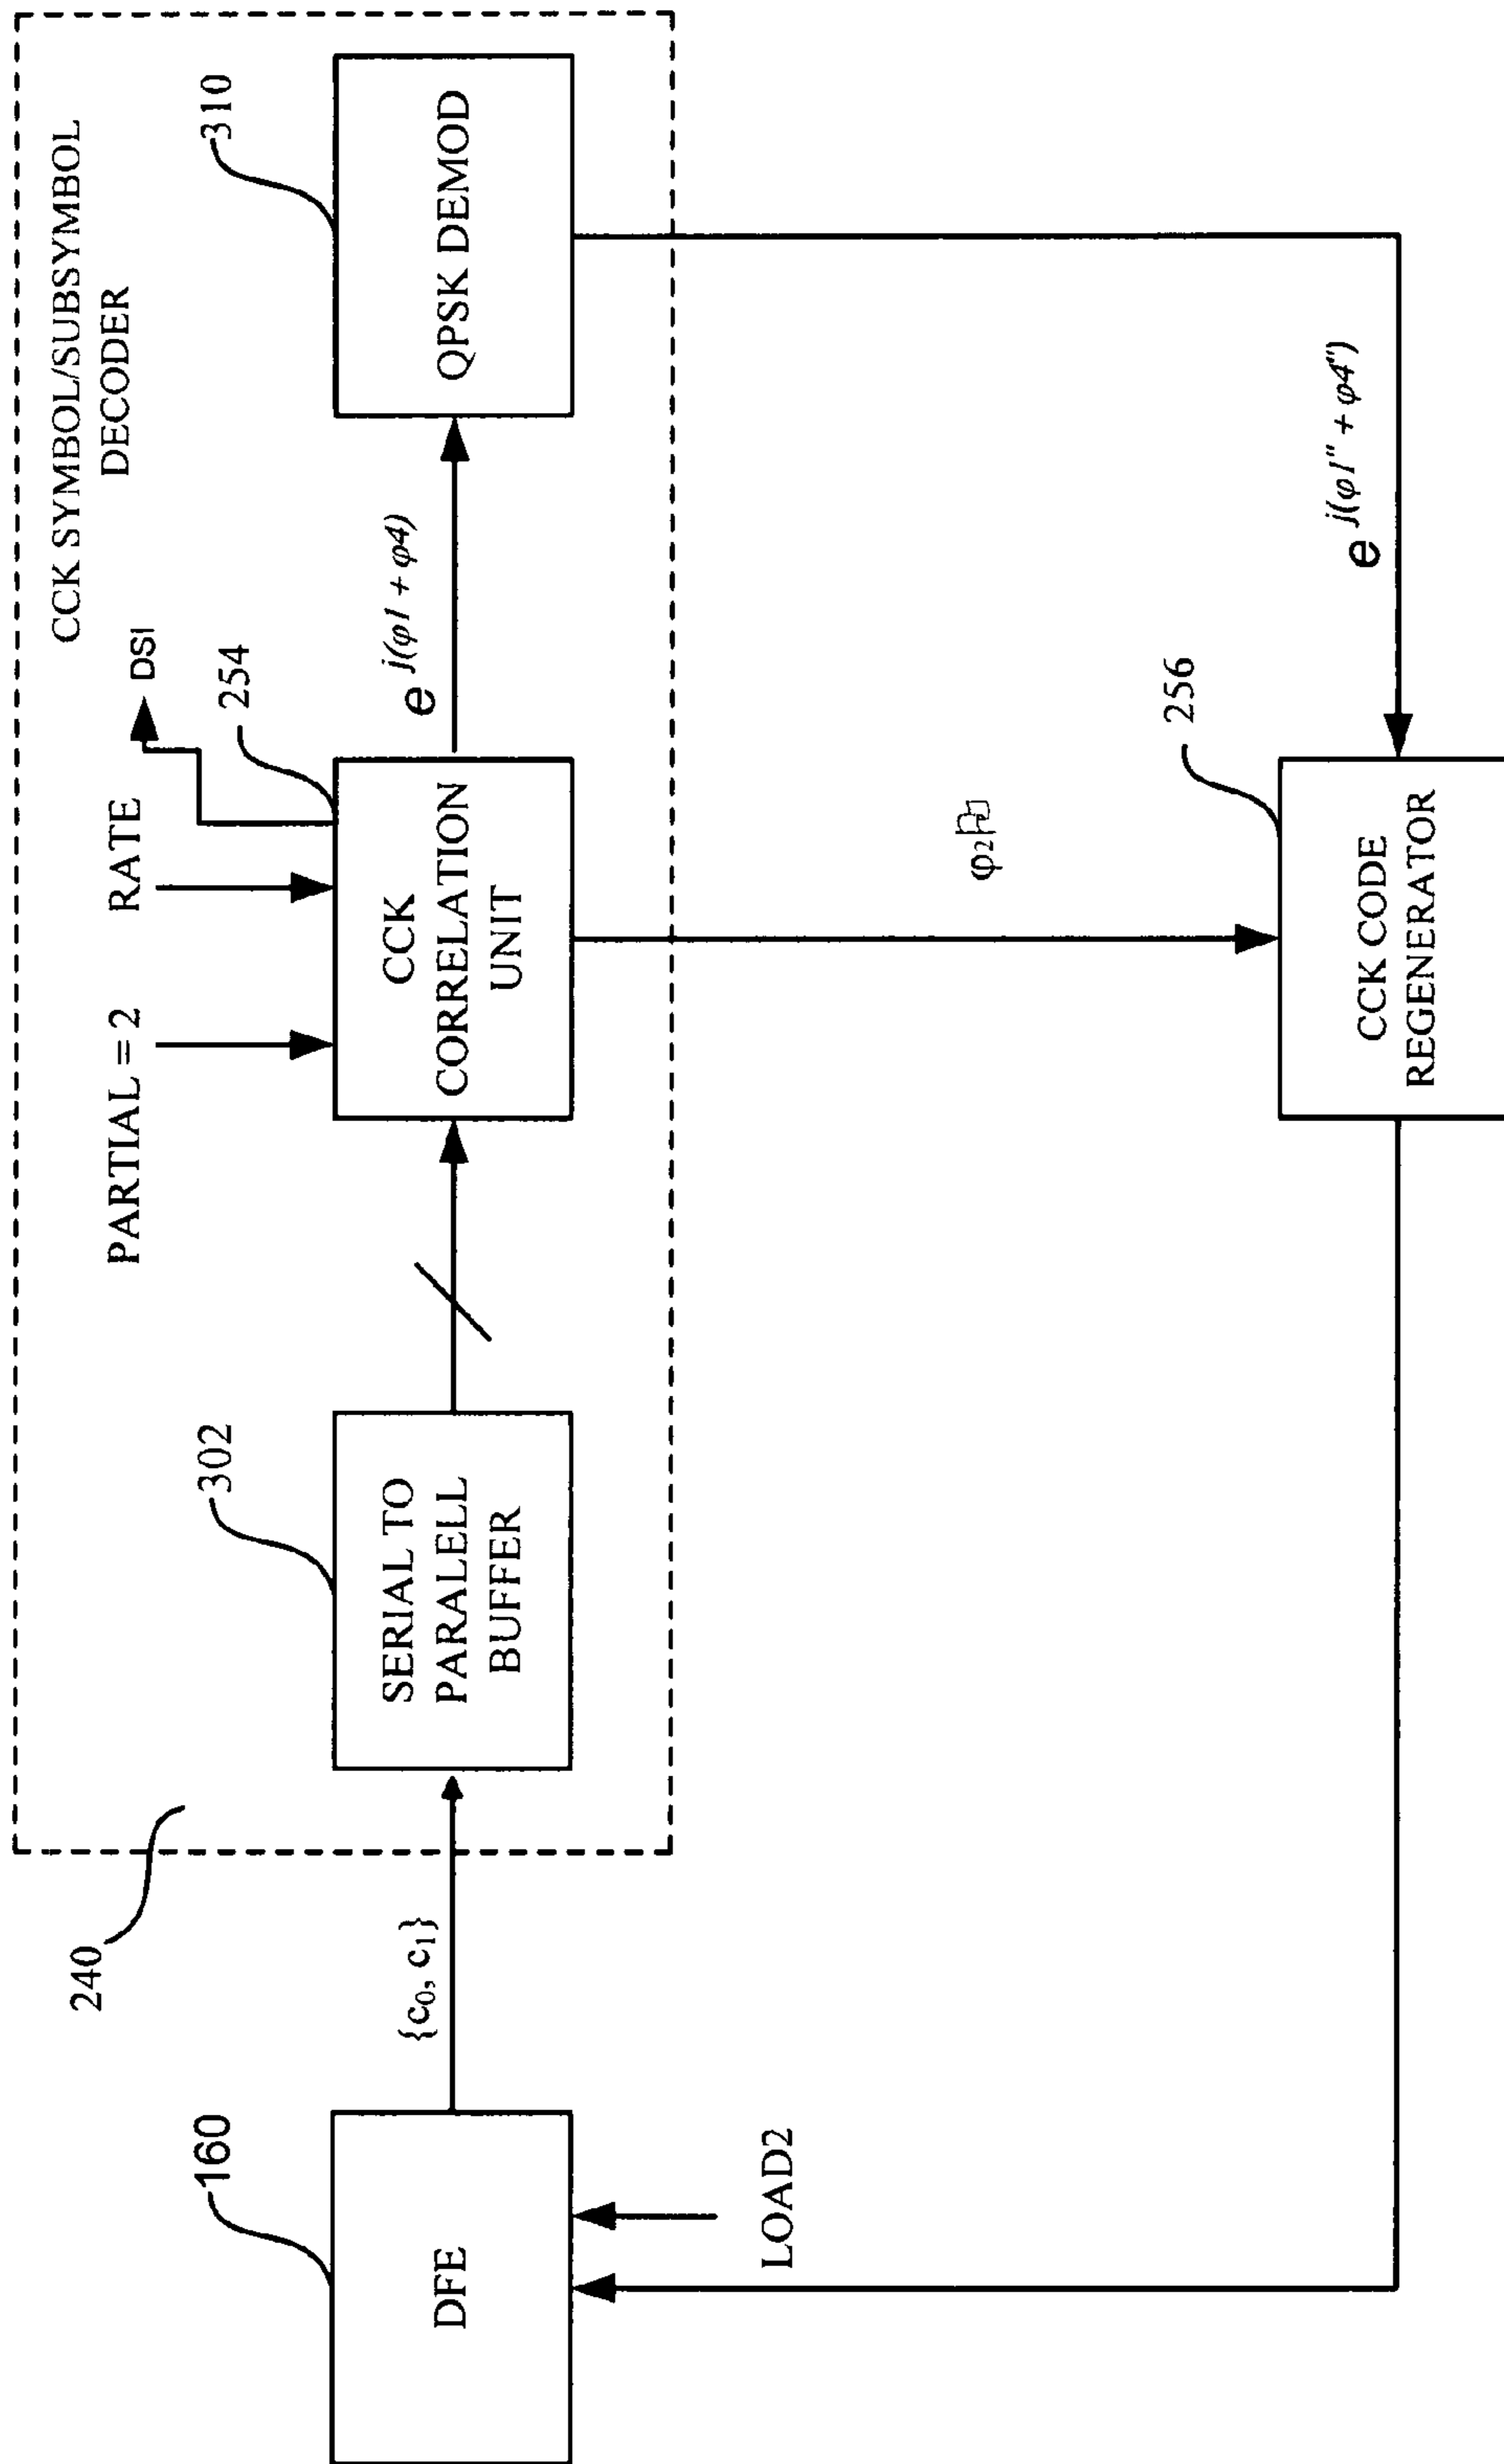 CCK SYMBOL/SUBSYMBOL
DECODER
240
PARTIAL = 2
RATE
DSI
160
302
254
310
DFE
{c0, c1}
SERIAL TO
PARALELL
BUFFER
CCK
CORRELATION
UNIT
e j(φ1 + φ4)
QPSK DEMOD
LOAD2
φ2
256
CCK CODE
REGENERATOR
e j(φ1" + φ4")